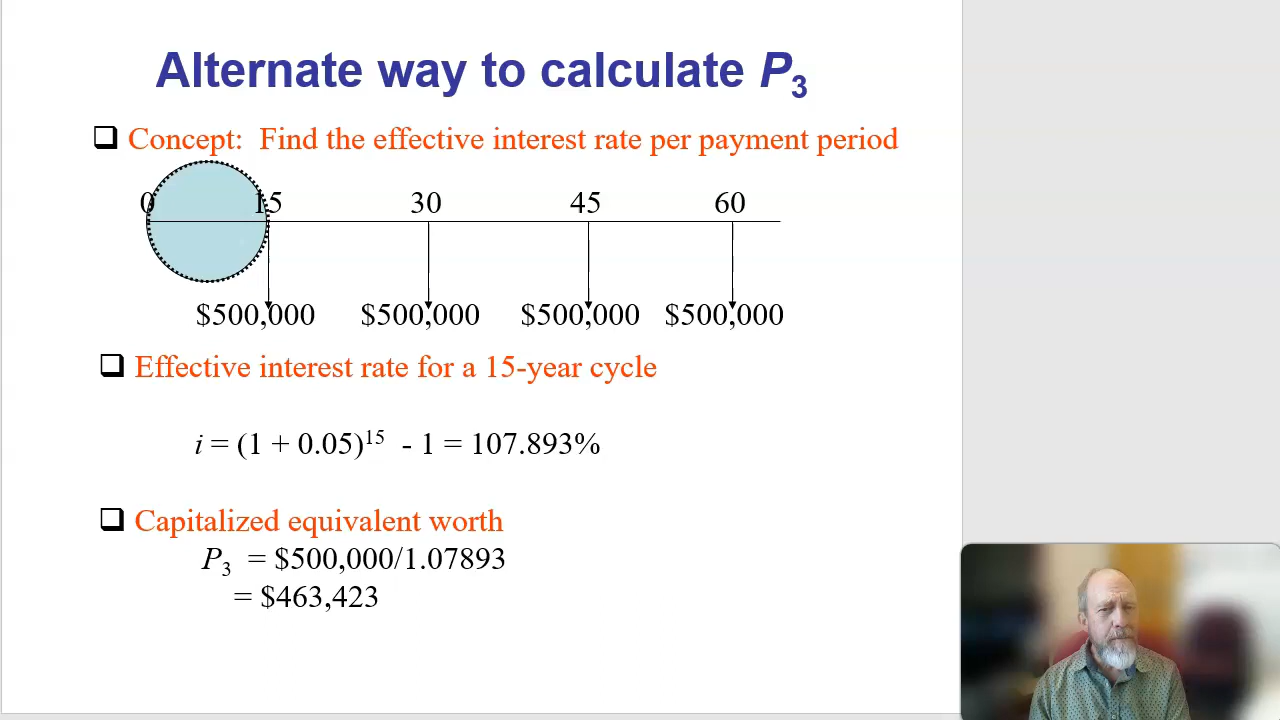 Alternate way to calculate P3
Concept: Find the effective interest rate per payment period
0 15 30 45 60
$500,000 $500,000 $500,000 $500,000
Effective interest rate for a 15-year cycle
i = (1 + 0.05)15 - 1 = 107.893%
Capitalized equivalent worth
P3 = $500,000/1.07893
= $463,423